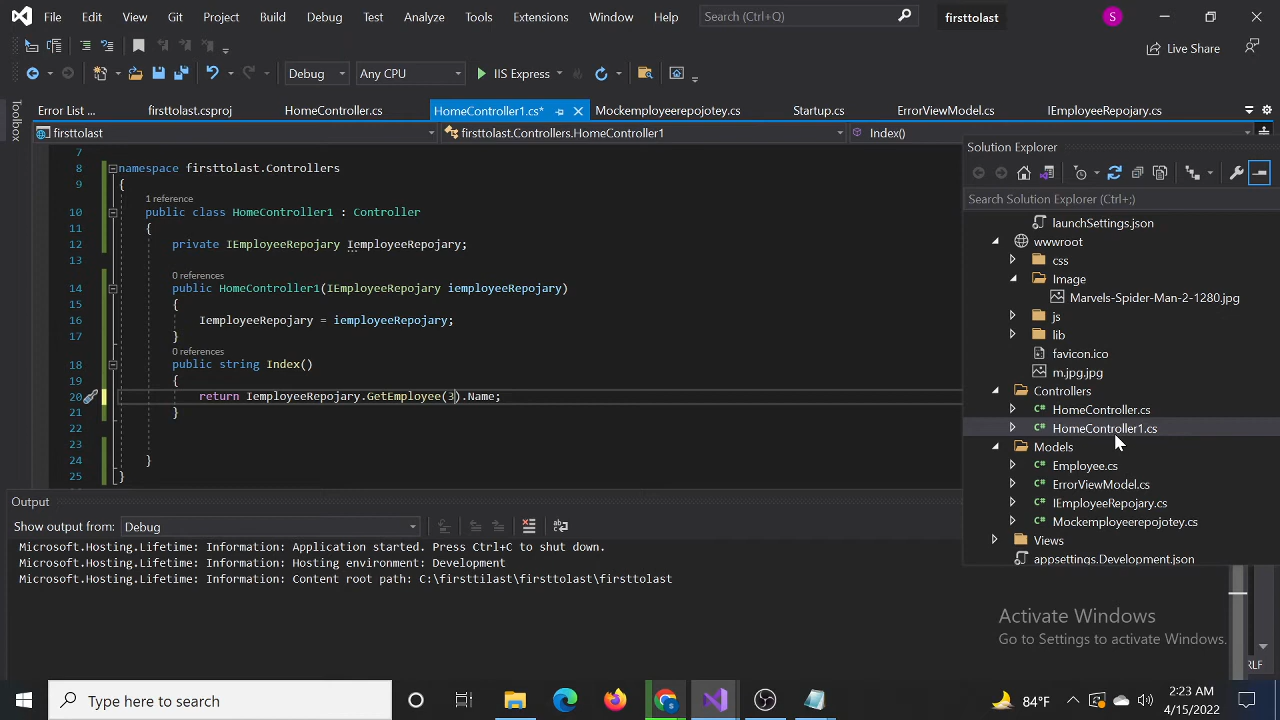 File Edit View Git Project Build Debug Test Analyze Tools Extensions Window Help Search (Ctrl+Q) firsttolast S
Live Share
Debug Any CPU IIS Express
Toolbox
Error List ... firsttolast.csproj HomeController.cs HomeController1.cs* Mockemployeerepojotey.cs Startup.cs ErrorViewModel.cs IEmployeeRepojary.cs
firsttolast firsttolast.Controllers.HomeController1 Index()
7
8 namespace firsttolast.Controllers
9 {
1 reference
10 public class HomeController1 : Controller
11 {
12 private IEmployeeRepojary IemployeeRepojary;
13
0 references
14 public HomeController1(IEmployeeRepojary iemployeeRepojary)
15 {
16 IemployeeRepojary = iemployeeRepojary;
17 }
0 references
18 public string Index()
19 {
20 return IemployeeRepojary.GetEmployee(3).Name;
21 }
22
23
24 }
25 }
Solution Explorer
Search Solution Explorer (Ctrl+;)
launchSettings.json
wwwroot
css
Image
Marvels-Spider-Man-2-1280.jpg
js
lib
favicon.ico
m.jpg.jpg
Controllers
C# HomeController.cs
C# HomeController1.cs
Models
C# Employee.cs
C# ErrorViewModel.cs
C# IEmployeeRepojary.cs
C# Mockemployeerepojotey.cs
Views
appsettings.Development.json
Output
Show output from: Debug
Microsoft.Hosting.Lifetime: Information: Application started. Press Ctrl+C to shut down.
Microsoft.Hosting.Lifetime: Information: Hosting environment: Development
Microsoft.Hosting.Lifetime: Information: Content root path: C:\firsttilast\firsttolast\firsttolast
Activate Windows
Go to Settings to activate Windows.
RLF
Type here to search
84°F
2:23 AM
4/15/2022